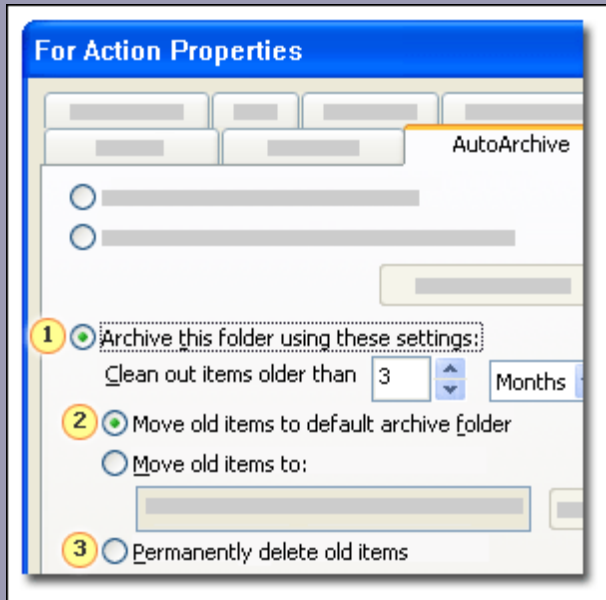 For Action Properties
AutoArchive
1 Archive this folder using these settings:
Clean out items older than 3 Months
2 Move old items to default archive folder
Move old items to:
3 Permanently delete old items